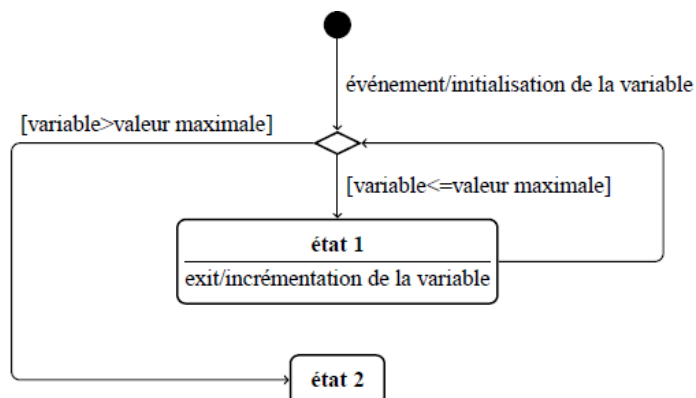 événement/initialisation de la variable
[variable>valeur maximale]
[variable<=valeur maximale]
état 1
exit/incrémentation de la variable
état 2